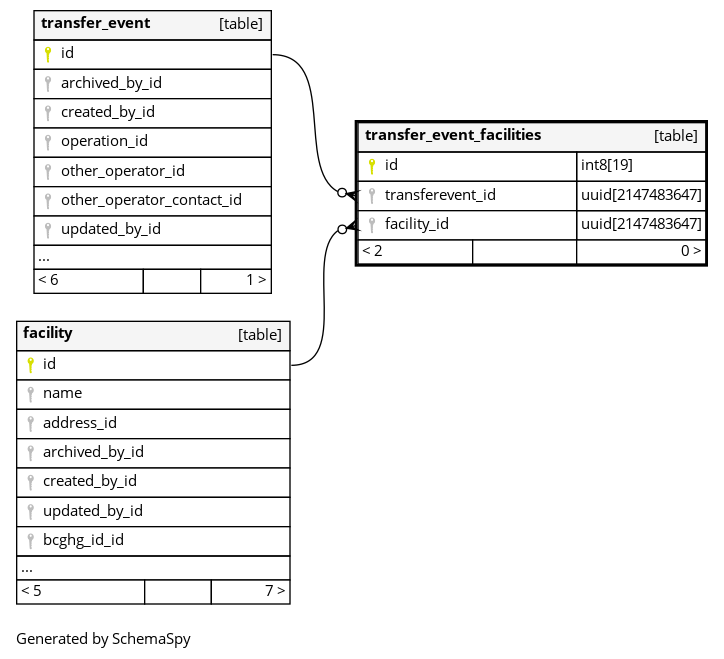 transfer_event [table]
id
archived_by_id
created_by_id
operation_id
other_operator_id
other_operator_contact_id
updated_by_id
...
< 6 1 >
transfer_event_facilities [table]
id int8[19]
transferevent_id uuid[2147483647]
facility_id uuid[2147483647]
< 2 0 >
facility [table]
id
name
address_id
archived_by_id
created_by_id
updated_by_id
bcghg_id_id
...
< 5 7 >
Generated by SchemaSpy